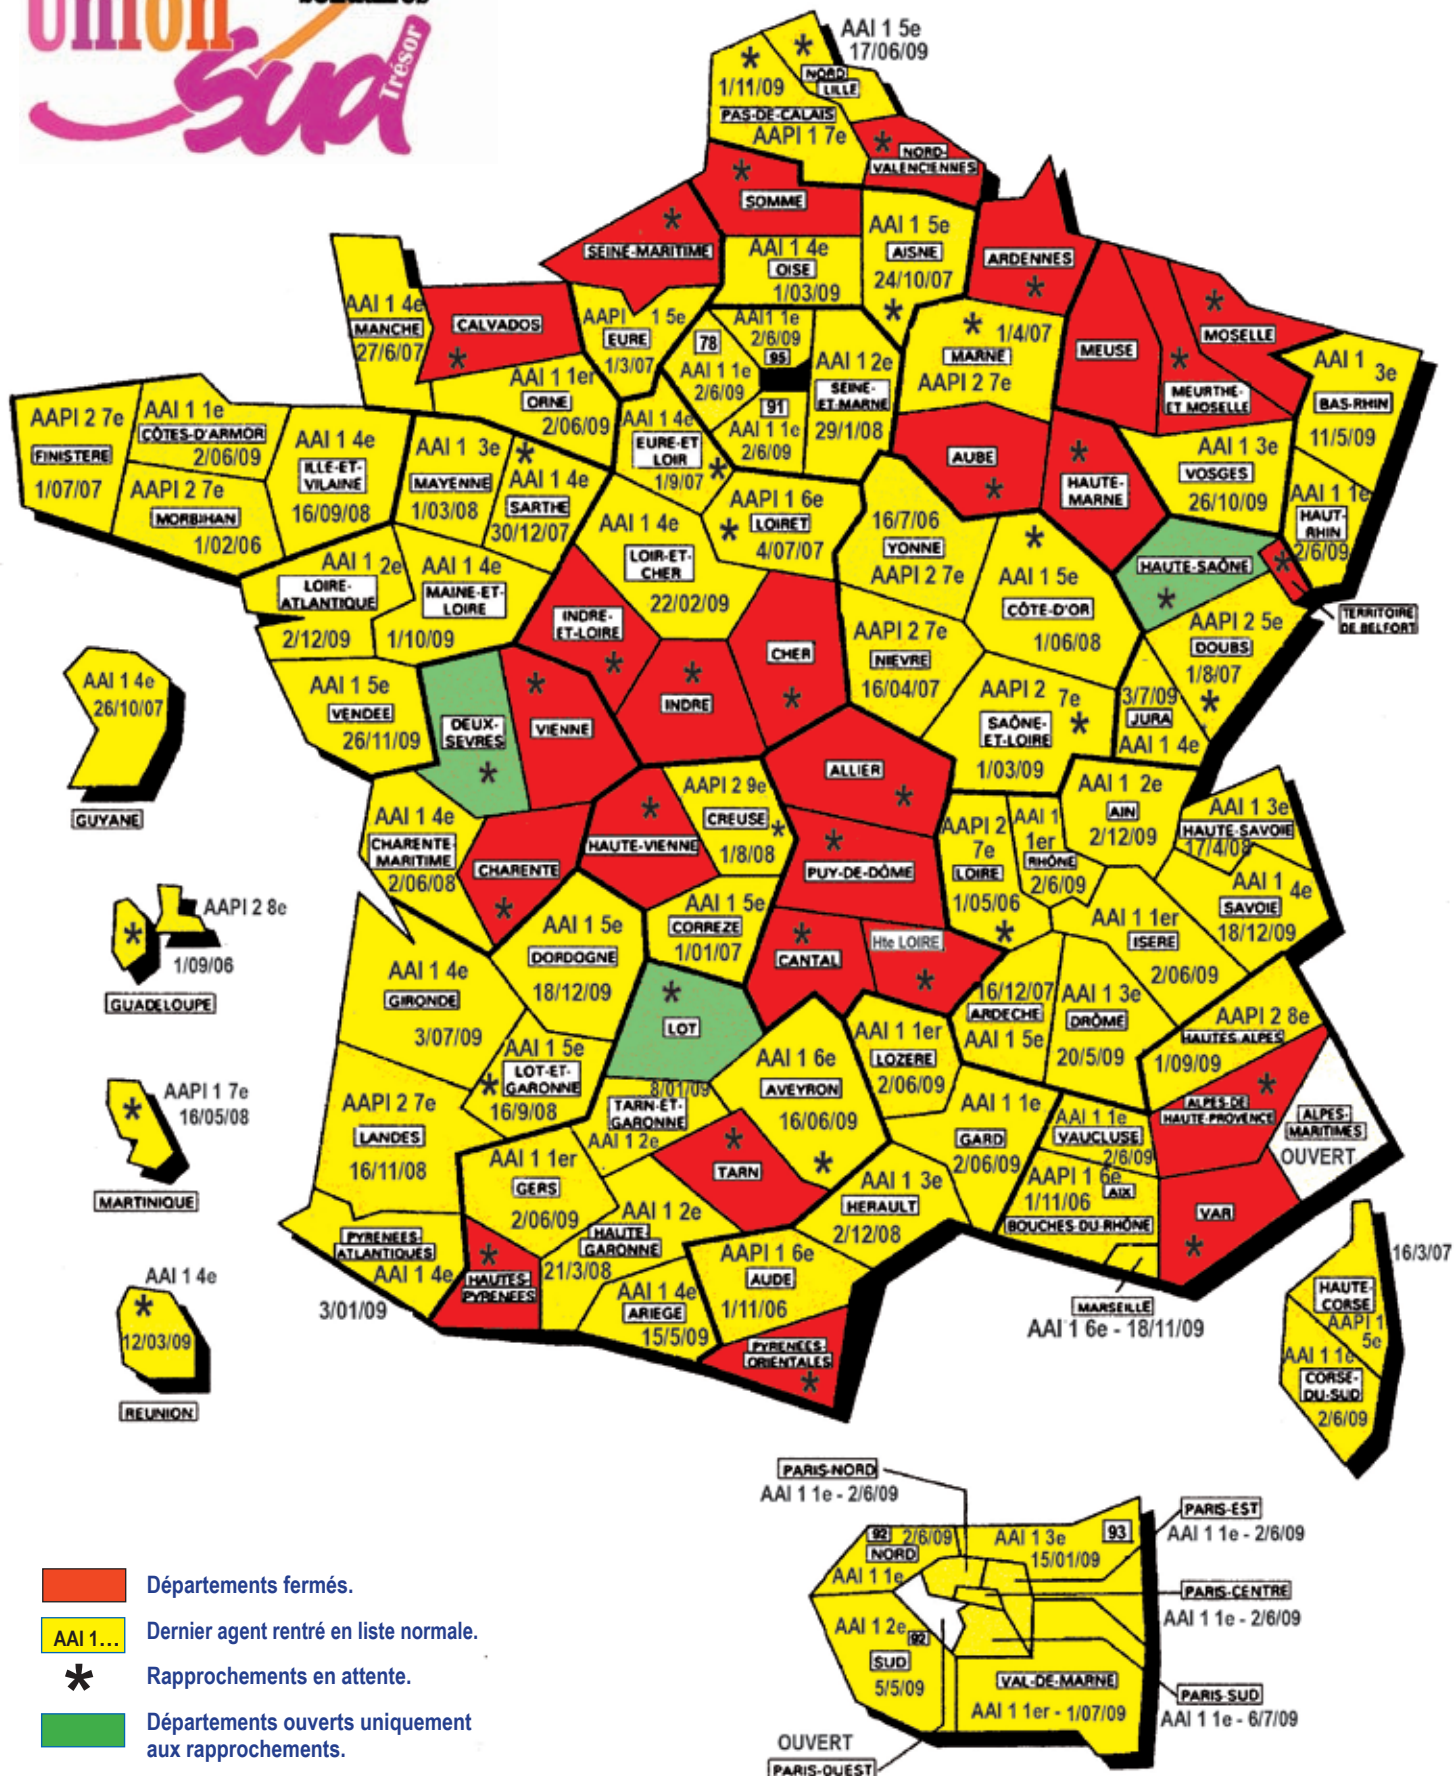 Union
Sud
Trésor
AAI 1 5e
17/06/09
NORD
LILLE
1/11/09
PAS-DE-CALAIS
AAPI 1 7e
NORD-
VALENCIENNES
SOMME
SEINE-MARITIME
AAI 1 4e
OISE
1/03/09
AAI 1 5e
AISNE
24/10/07
ARDENNES
AAI 1 4e
MANCHE
27/6/07
CALVADOS
AAPI 1 5e
EURE
1/3/07
78
AAI 1 1e
2/6/09
AAI1 1e
2/6/09
95
91
AAI 1 1e
2/6/09
AAI 1 2e
SEINE-
ET-MARNE
29/1/08
1/4/07
MARNE
AAPI 2 7e
MEUSE
MOSELLE
MEURTHE-
ET MOSELLE
AAI 1
3e
BAS-RHIN
11/5/09
AAI 1 1er
ORNE
2/06/09
AAPI 2 7e
FINISTERE
1/07/07
AAI 1 1e
CÔTES-D'ARMOR
2/06/09
AAPI 2 7e
MORBIHAN
1/02/06
AAI 1 4e
ILLE-ET-
VILAINE
16/09/08
AAI 1 3e
MAYENNE
1/03/08
AAI 1 4e
SARTHE
30/12/07
AAI 1 4e
EURE-ET
LOIR
1/9/07
AAPI 1 6e
LOIRET
4/07/07
AUBE
HAUTE-
MARNE
AAI 1 3e
VOSGES
26/10/09
AAI 1 1e
HAUT-
RHIN
2/6/09
16/7/06
YONNE
AAPI 2 7e
AAI 1 4e
LOIR-ET-
CHER
22/02/09
AAI 1 5e
CÔTE-D'OR
1/06/08
HAUTE-SAÔNE
TERRITOIRE
DE BELFORT
AAI 1 2e
LOIRE-
ATLANTIQUE
2/12/09
AAI 1 4e
MAINE-ET-
LOIRE
1/10/09
INDRE-
ET-LOIRE
CHER
INDRE
AAPI 2 7e
NIEVRE
16/04/07
AAPI 2 5e
DOUBS
1/8/07
3/7/09
JURA
AAI 1 4e
AAPI 2 7e
SAÔNE-
ET-LOIRE
1/03/09
AAI 1 4e
26/10/07
GUYANE
AAI 1 5e
VENDEE
26/11/09
DEUX-
SEVRES
VIENNE
ALLIER
AAI 1 2e
AIN
2/12/09
AAI 1 3e
HAUTE-SAVOIE
17/4/08
AAI 1 4e
CHARENTE-
MARITIME
2/06/08
CHARENTE
HAUTE-VIENNE
AAPI 2 9e
CREUSE
1/8/08
PUY-DE-DÔME
AAPI 2
7e
LOIRE
1/05/06
AAI 1
1er
RHÔNE
2/6/09
AAI 1 4e
SAVOIE
18/12/09
AAPI 2 8e
1/09/06
GUADELOUPE
AAI 1 5e
DORDOGNE
18/12/09
AAI 1 5e
CORREZE
1/01/07
CANTAL
Hte LOIRE
AAI 1 1er
ISERE
2/06/09
AAI 1 4e
GIRONDE
3/07/09
LOT
16/12/07
ARDECHE
AAI 1 5e
AAI 1 3e
DRÔME
20/5/09
AAPI 2 8e
HAUTES-ALPES
1/09/09
AAI 1 5e
LOT-ET-
GARONNE
16/9/08
AAI 1 6e
AVEYRON
16/06/09
AAI 1 1er
LOZERE
2/06/09
AAPI 1 7e
16/05/08
MARTINIQUE
AAPI 2 7e
LANDES
16/11/08
8/01/09
TARN-ET-
GARONNE
AAI 1 2e
TARN
AAI 1 1e
GARD
2/06/09
AAI 1 1e
VAUCLUSE
2/6/09
ALPES-DE
HAUTE-PROVENCE
ALPES-
MARITIMES
OUVERT
AAI 1 1er
GERS
2/06/09
AAI 1 3e
HERAULT
2/12/08
AAPI 1 6e
1/11/06
AIX
BOUCHES-DU-RHÔNE
VAR
PYRENEES-
ATLANTIQUES
AAI 1 4e
3/01/09
HAUTES-
PYRENEES
AAI 1 2e
HAUTE-
GARONNE
21/3/08
AAI 1 4e
ARIEGE
15/5/09
AAPI 1 6e
AUDE
1/11/06
PYRENEES-
ORIENTALES
MARSEILLE
AAI 1 6e - 18/11/09
16/3/07
HAUTE-
CORSE
AAPI 1
5e
AAI 1 1e
CORSE-
DU-SUD
2/6/09
AAI 1 4e
12/03/09
REUNION
PARIS-NORD
AAI 1 1e - 2/6/09
92
NORD
2/6/09
AAI 1 1e
AAI 1 3e
15/01/09
93
PARIS-EST
AAI 1 1e - 2/6/09
PARIS-CENTRE
AAI 1 1e - 2/6/09
AAI 1 2e
92
SUD
5/5/09
VAL-DE-MARNE
AAI 1 1er - 1/07/09
PARIS SUD
AAI 1 1e - 6/7/09
OUVERT
PARIS-OUEST
Départements fermés.
AAI 1...
Dernier agent rentré en liste normale.
* Rapprochements en attente.
Départements ouverts uniquement
aux rapprochements.